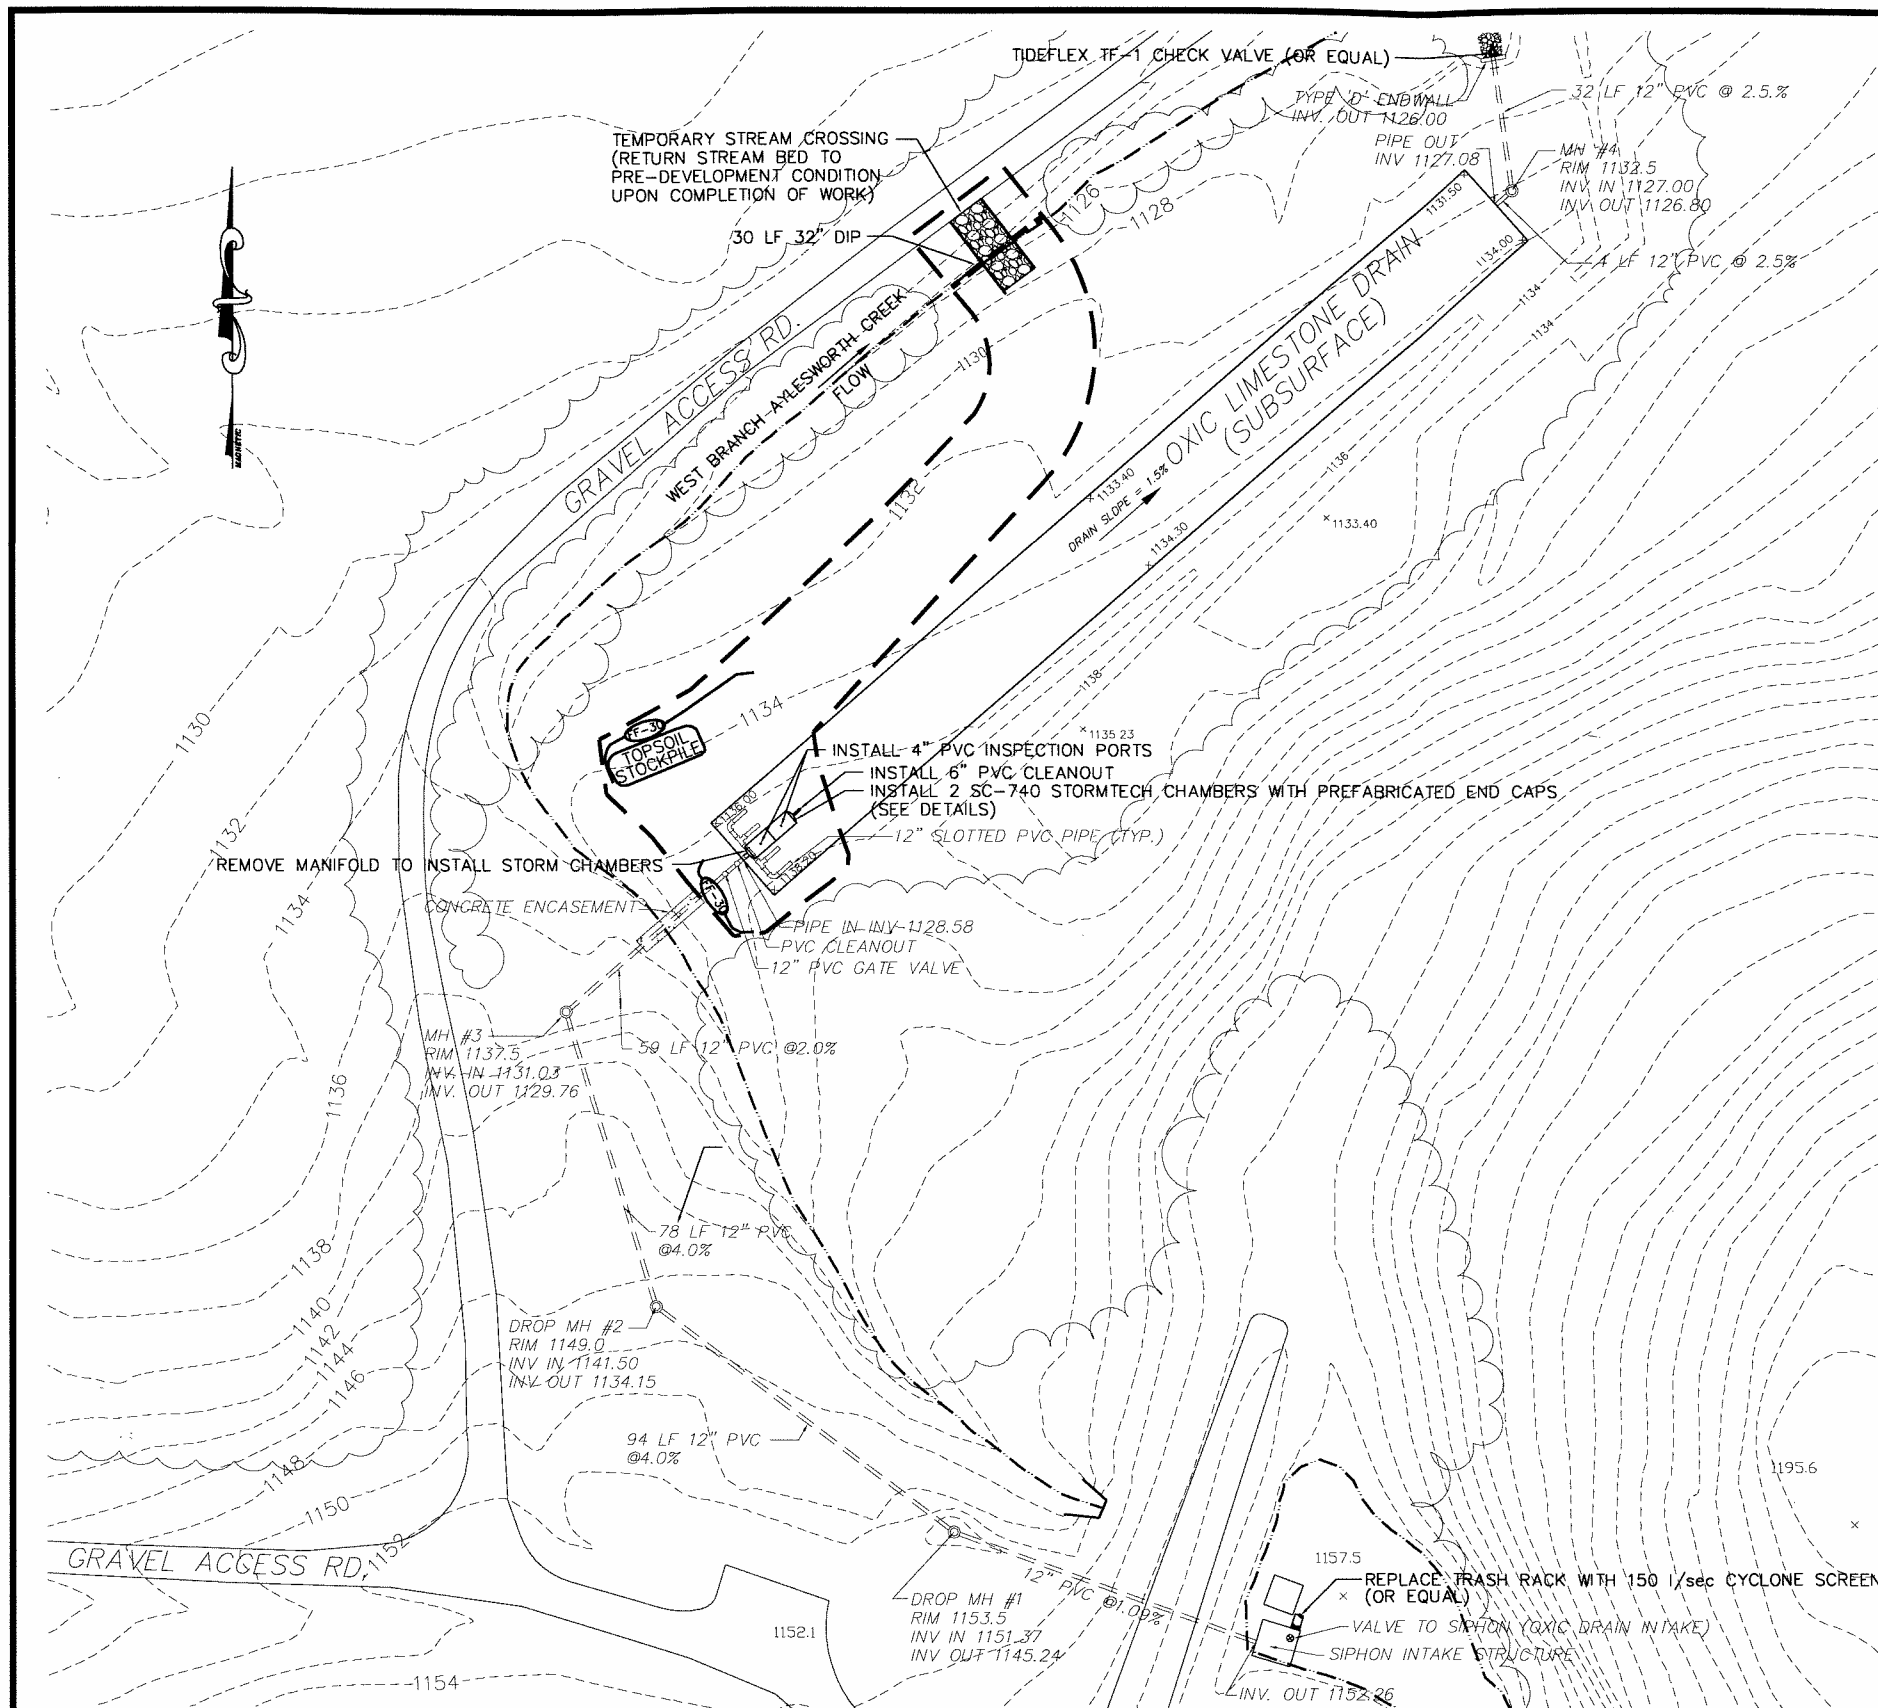 TIDEFLEX TF-1 CHECK VALVE (OR EQUAL)
TYPE 'D' ENDWALL
INV. OUT 1126.00
32 LF 12" PVC @ 2.5.%
PIPE OUT
INV 1127.08
MH #4
RIM 1132.5
INV. IN 1127.00
INV. OUT 1126.80
4 LF 12" PVC @ 2.5%
TEMPORARY STREAM CROSSING
(RETURN STREAM BED TO
PRE-DEVELOPMENT CONDITION
UPON COMPLETION OF WORK)
30 LF 32" DIP
MAGNETIC
1126
1128
1130
1132
1131.50
1134.00
1134
1134
OXIC LIMESTONE DRAIN
(SUBSURFACE)
GRAVEL ACCESS RD.
WEST BRANCH AYLESWORTH CREEK
FLOW
1133.40
DRAIN SLOPE = 1.5%
1134.30
1136
1133.40
1138
1135.23
1134
1130
1132
1134
1136
FF-30
TOPSOIL
STOCKPILE
INSTALL 4" PVC INSPECTION PORTS
INSTALL 6" PVC CLEANOUT
INSTALL 2 SC-740 STORMTECH CHAMBERS WITH PREFABRICATED END CAPS
(SEE DETAILS)
12" SLOTTED PVC PIPE (TYP.)
1136.00
REMOVE MANIFOLD TO INSTALL STORM CHAMBERS
CONCRETE ENCASEMENT
FF-30
PIPE IN INV 1128.58
PVC CLEANOUT
12" PVC GATE VALVE
MH #3
RIM 1137.5
INV. IN 1131.03
INV. OUT 1129.76
59 LF 12" PVC @2.0%
78 LF 12" PVC
@4.0%
1138
1140
1142
1144
1146
1148
1150
1152
DROP MH #2
RIM 1149.0
INV IN 1141.50
INV OUT 1134.15
94 LF 12" PVC
@4.0%
GRAVEL ACCESS RD.
1154
1152.1
DROP MH #1
RIM 1153.5
INV IN 1151.37
INV OUT 1145.24
12" PVC @1.09%
1195.6
1157.5
REPLACE TRASH RACK WITH 150 l/sec CYCLONE SCREEN
(OR EQUAL)
VALVE TO SIPHON (OXIC DRAIN INTAKE)
SIPHON INTAKE STRUCTURE
INV. OUT 1152.26